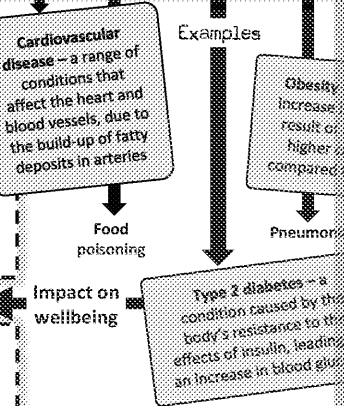 Cardiovascular
disease – a range of
conditions that
affect the heart and
blood vessels, due to
the build-up of fatty
deposits in arteries
Examples
Obesity
increase
result of
higher
compared
Food
poisoning
Impact on
wellbeing
Type 2 diabetes – a
condition caused by the
body's resistance to the
effects of insulin, leading
an increase in blood